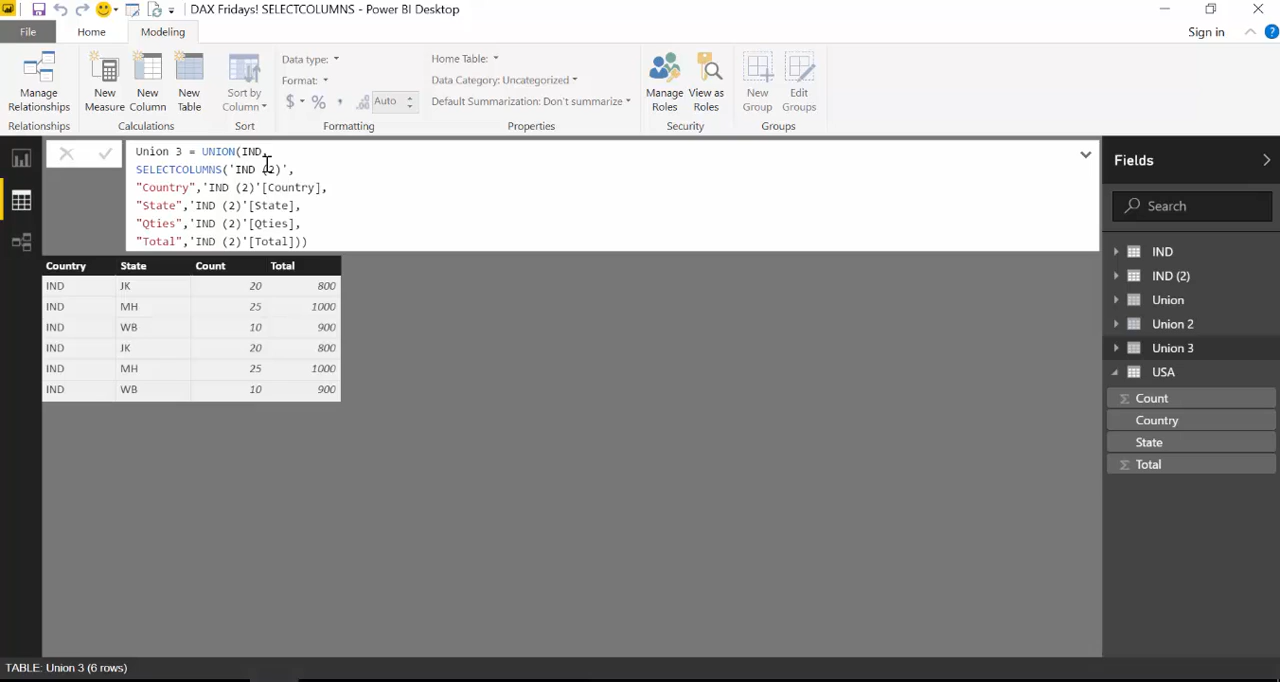 DAX Fridays! SELECTCOLUMNS - Power BI Desktop
File Home Modeling Sign in
Manage Relationships
New Measure
New Column
New Table
Sort by Column
Data type:
Format:
$ % , Auto
Home Table:
Data Category: Uncategorized
Default Summarization: Don't summarize
Manage Roles
View as Roles
New Group
Edit Groups
Relationships Calculations Sort Formatting Properties Security Groups
Union 3 = UNION(IND,
SELECTCOLUMNS('IND (2)',
"Country",'IND (2)'[Country],
"State",'IND (2)'[State],
"Qties",'IND (2)'[Qties],
"Total",'IND (2)'[Total]))
Country State Count Total
IND JK 20 800
IND MH 25 1000
IND WB 10 900
IND JK 20 800
IND MH 25 1000
IND WB 10 900
Fields
Search
IND
IND (2)
Union
Union 2
Union 3
USA
Count
Country
State
Total
TABLE: Union 3 (6 rows)